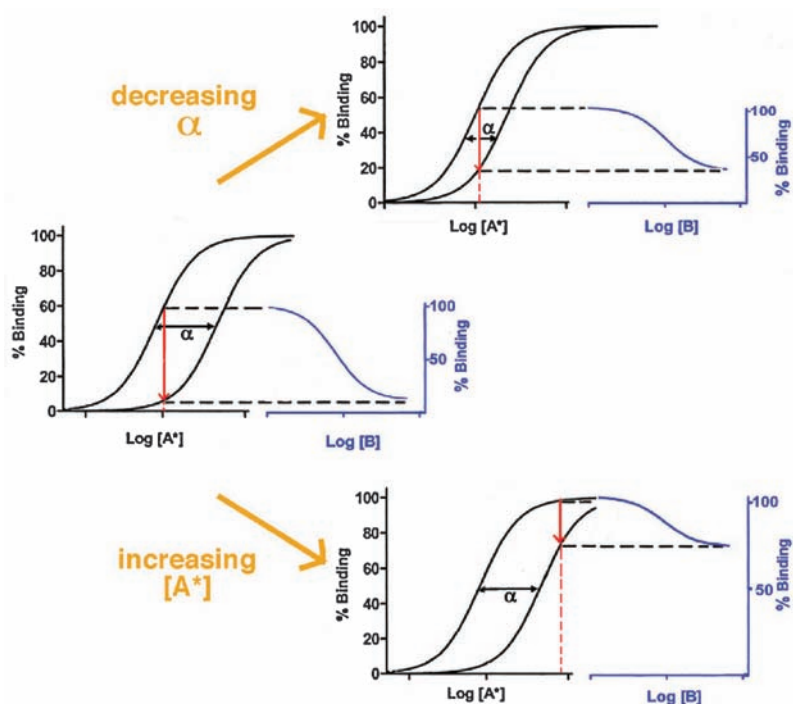 decreasing
α
% Binding
100
80
60
40
20
0
α
Log [A*]
100
50
% Binding
Log [B]
% Binding
100
80
60
40
20
0
α
Log [A*]
100
50
% Binding
Log [B]
increasing
[A*]
% Binding
100
80
60
40
20
0
α
Log [A*]
100
50
% Binding
Log [B]